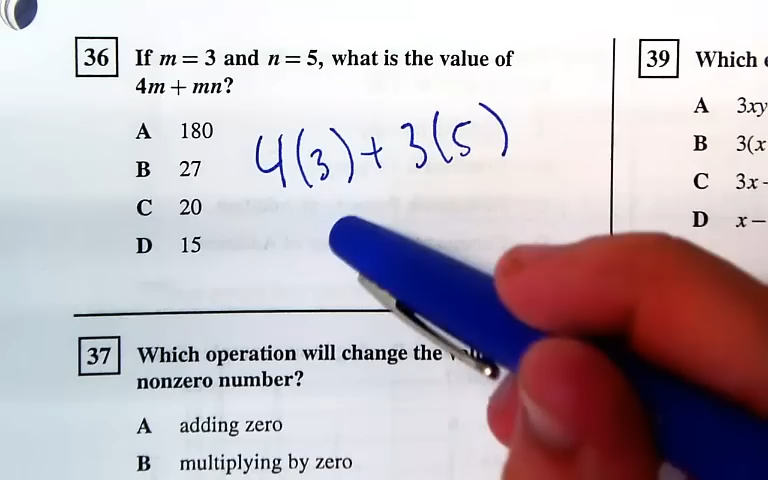 36 If m = 3 and n = 5, what is the value of
4m + mn?
A 180
B 27
C 20
D 15
4(3) + 3(5)
37 Which operation will change the
nonzero number?
A adding zero
B multiplying by zero
39 Which
A 3xy
B 3(x
C 3x -
D x –